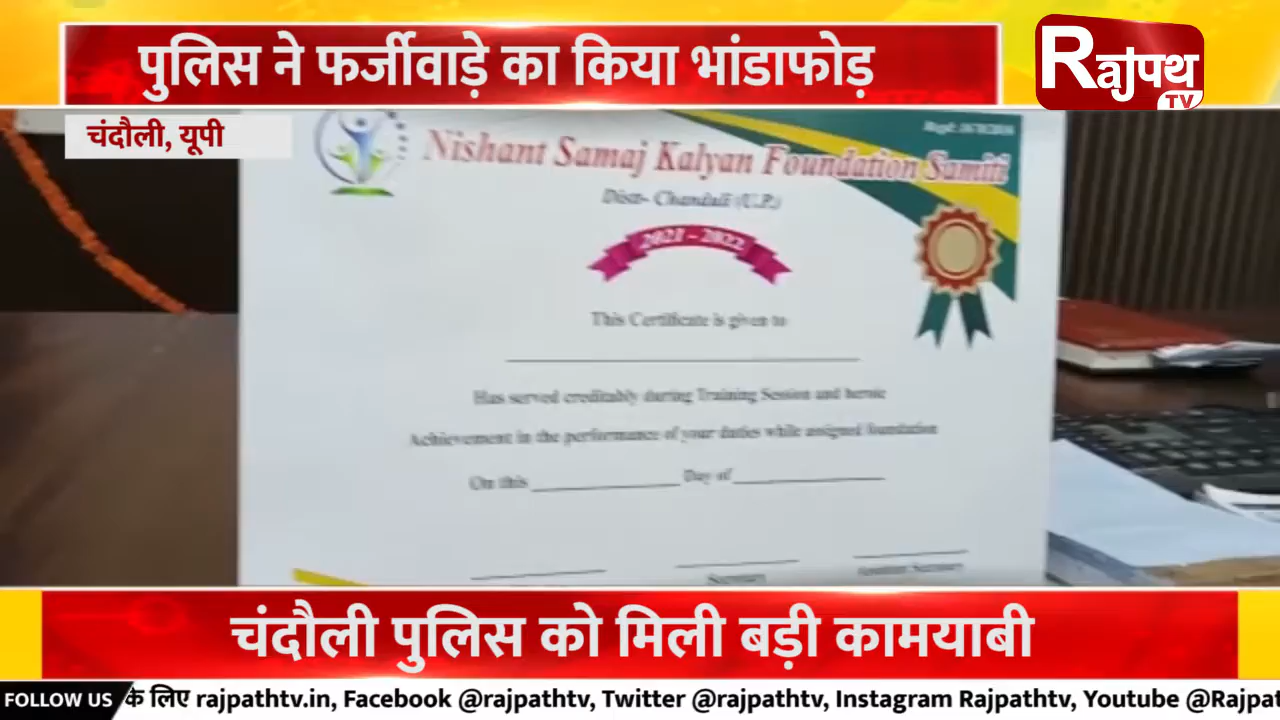 पुलिस ने फर्जीवाड़े का किया भांडाफोड़
Rाजपथ
TV
चंदौली, यूपी
Nishant Samaj Kalyan Foundation Samiti
Distt- Chanduli (U.P.)
2021 - 2022
This Certificate is given to
Has served creditably during Training Session and heroic
Achievement in the performance of your duties while assigned foundation
On this Day of
Secretary
चंदौली पुलिस को मिली बड़ी कामयाबी
FOLLOW US के लिए rajpathtv.in, Facebook @rajpathtv, Twitter @rajpathtv, Instagram Rajpathtv, Youtube @Rajpat